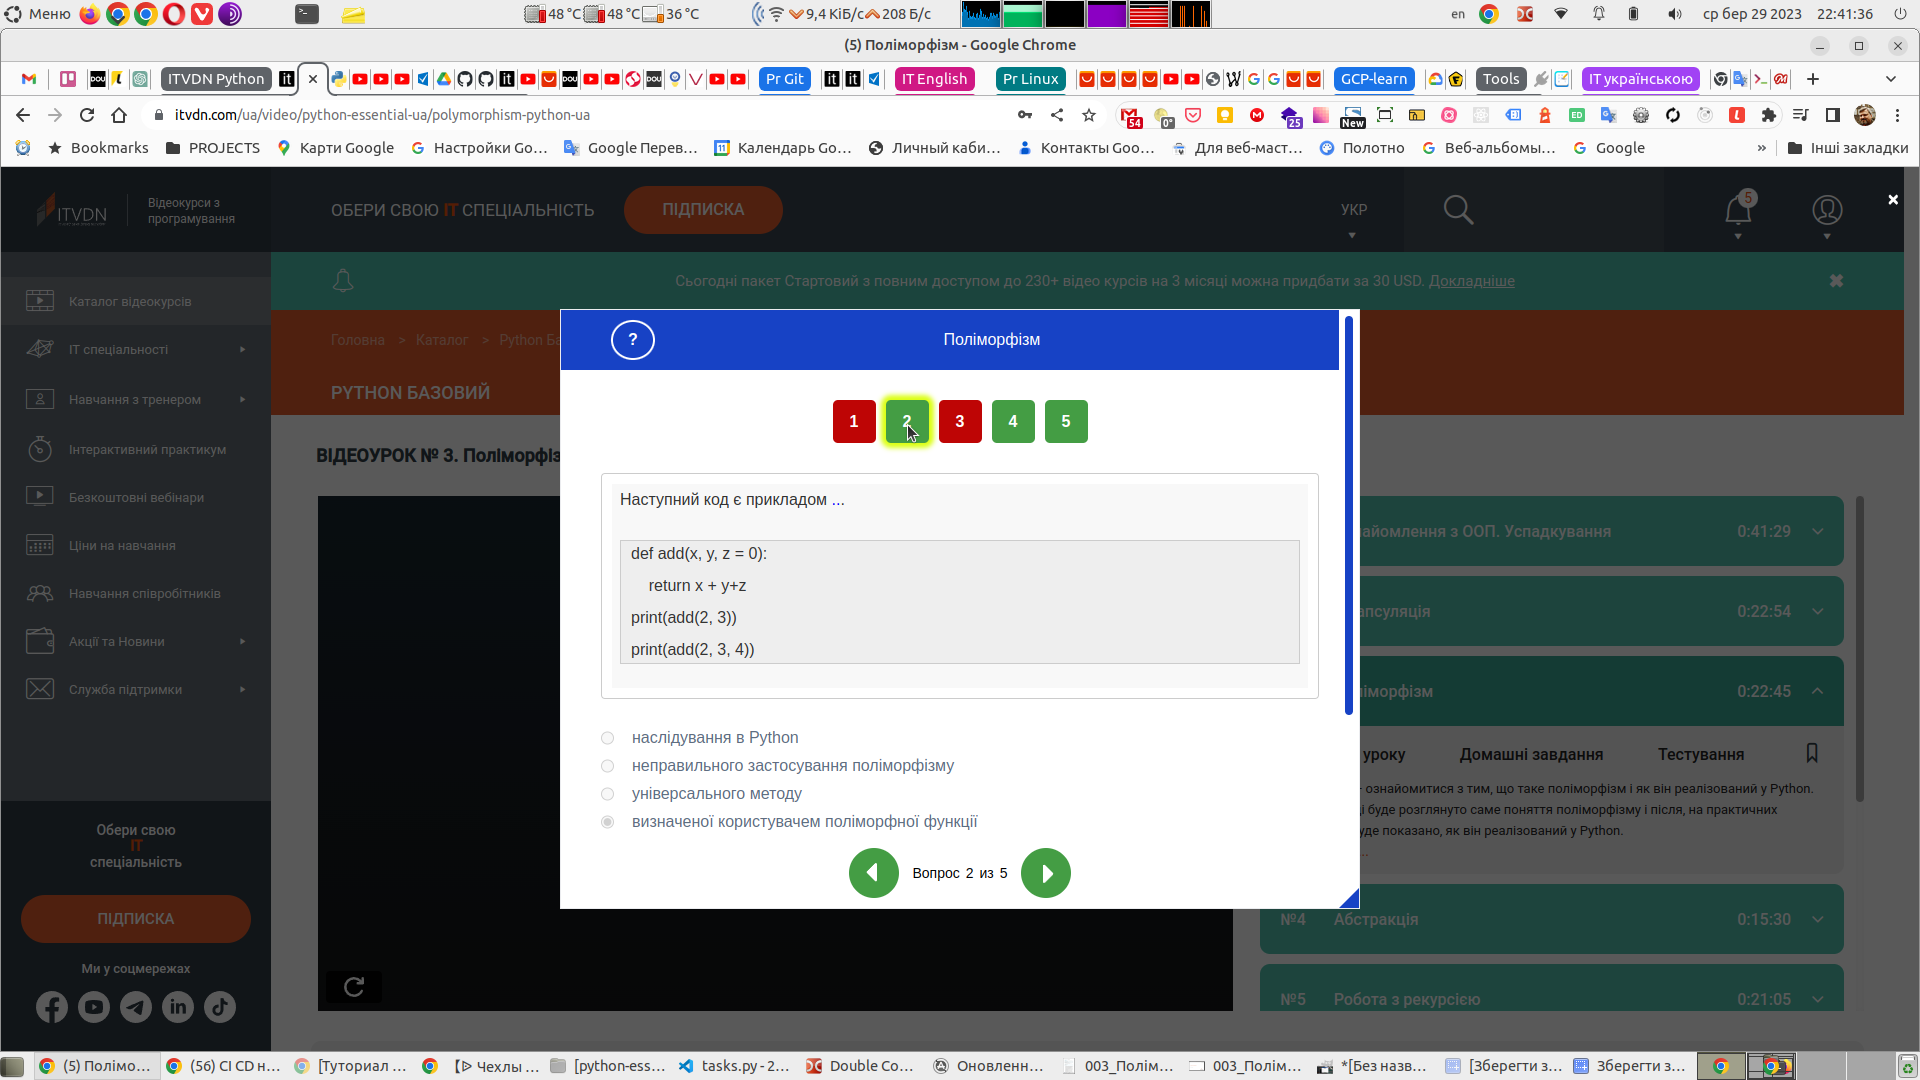 Меню
48 °C
48 °C
36 °C
9,4 КіБ/с
208 Б/с
en
ср бер 29 2023
22:41:36
(5) Поліморфізм - Google Chrome
ITVDN Python
Pr Git
IT English
Pr Linux
GCP-learn
Tools
IT українською
itvdn.com/ua/video/python-essential-ua/polymorphism-python-ua
54
0°
25
New
Bookmarks
PROJECTS
Карти Google
Настройки Go...
Google Перев...
Календарь Go...
Личный каби...
Контакты Goo...
Для веб-маст...
Полотно
Веб-альбомы...
Google
»
Інші закладки
ITVDN
Відеокурси з
програмування
ОБЕРИ СВОЮ IT СПЕЦІАЛЬНІСТЬ
ПІДПИСКА
УКР
5
Сьогодні пакет Стартовий з повним доступом до 230+ відео курсів на 3 місяці можна придбати за 30 USD. Докладніше
Каталог відеокурсів
IT спеціальності
Навчання з тренером
Інтерактивний практикум
Безкоштовні вебінари
Ціни на навчання
Навчання співробітників
Акції та Новини
Служба підтримки
Обери свою
IT
спеціальність
ПІДПИСКА
Ми у соцмережах
Головна > Каталог > Python Ба
PYTHON БАЗОВИЙ
ВІДЕОУРОК № 3. Поліморфіз
?
Поліморфізм
1 2 3 4 5
Наступний код є прикладом ...
def add(x, y, z = 0):
return x + y+z
print(add(2, 3))
print(add(2, 3, 4))
наслідування в Python
неправильного застосування поліморфізму
універсального методу
визначеної користувачем поліморфної функції
Вопрос 2 из 5
найомлення з ООП. Успадкування
0:41:29
апсуляція
0:22:54
іморфізм
0:22:45
уроку
Домашні завдання
Тестування
ознайомитися з тим, що таке поліморфізм і як він реалізований у Python.
і буде розглянуто саме поняття поліморфізму і після, на практичних
уде показано, як він реалізований у Python.
№4
Абстракція
0:15:30
№5
Робота з рекурсією
0:21:05
(5) Полімо...
(56) CI CD н...
[Туториал ...
Чехлы ...
[python-ess...
tasks.py - 2...
Double Co...
Оновленн...
003_Полім...
003_Полім...
*[Без назв...
[Зберегти з...
Зберегти з...